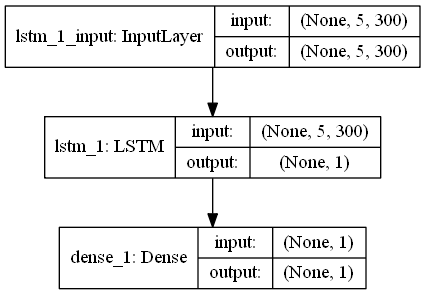 lstm_1_input: InputLayer
input: (None, 5, 300)
output: (None, 5, 300)
lstm_1: LSTM
input: (None, 5, 300)
output: (None, 1)
dense_1: Dense
input: (None, 1)
output: (None, 1)